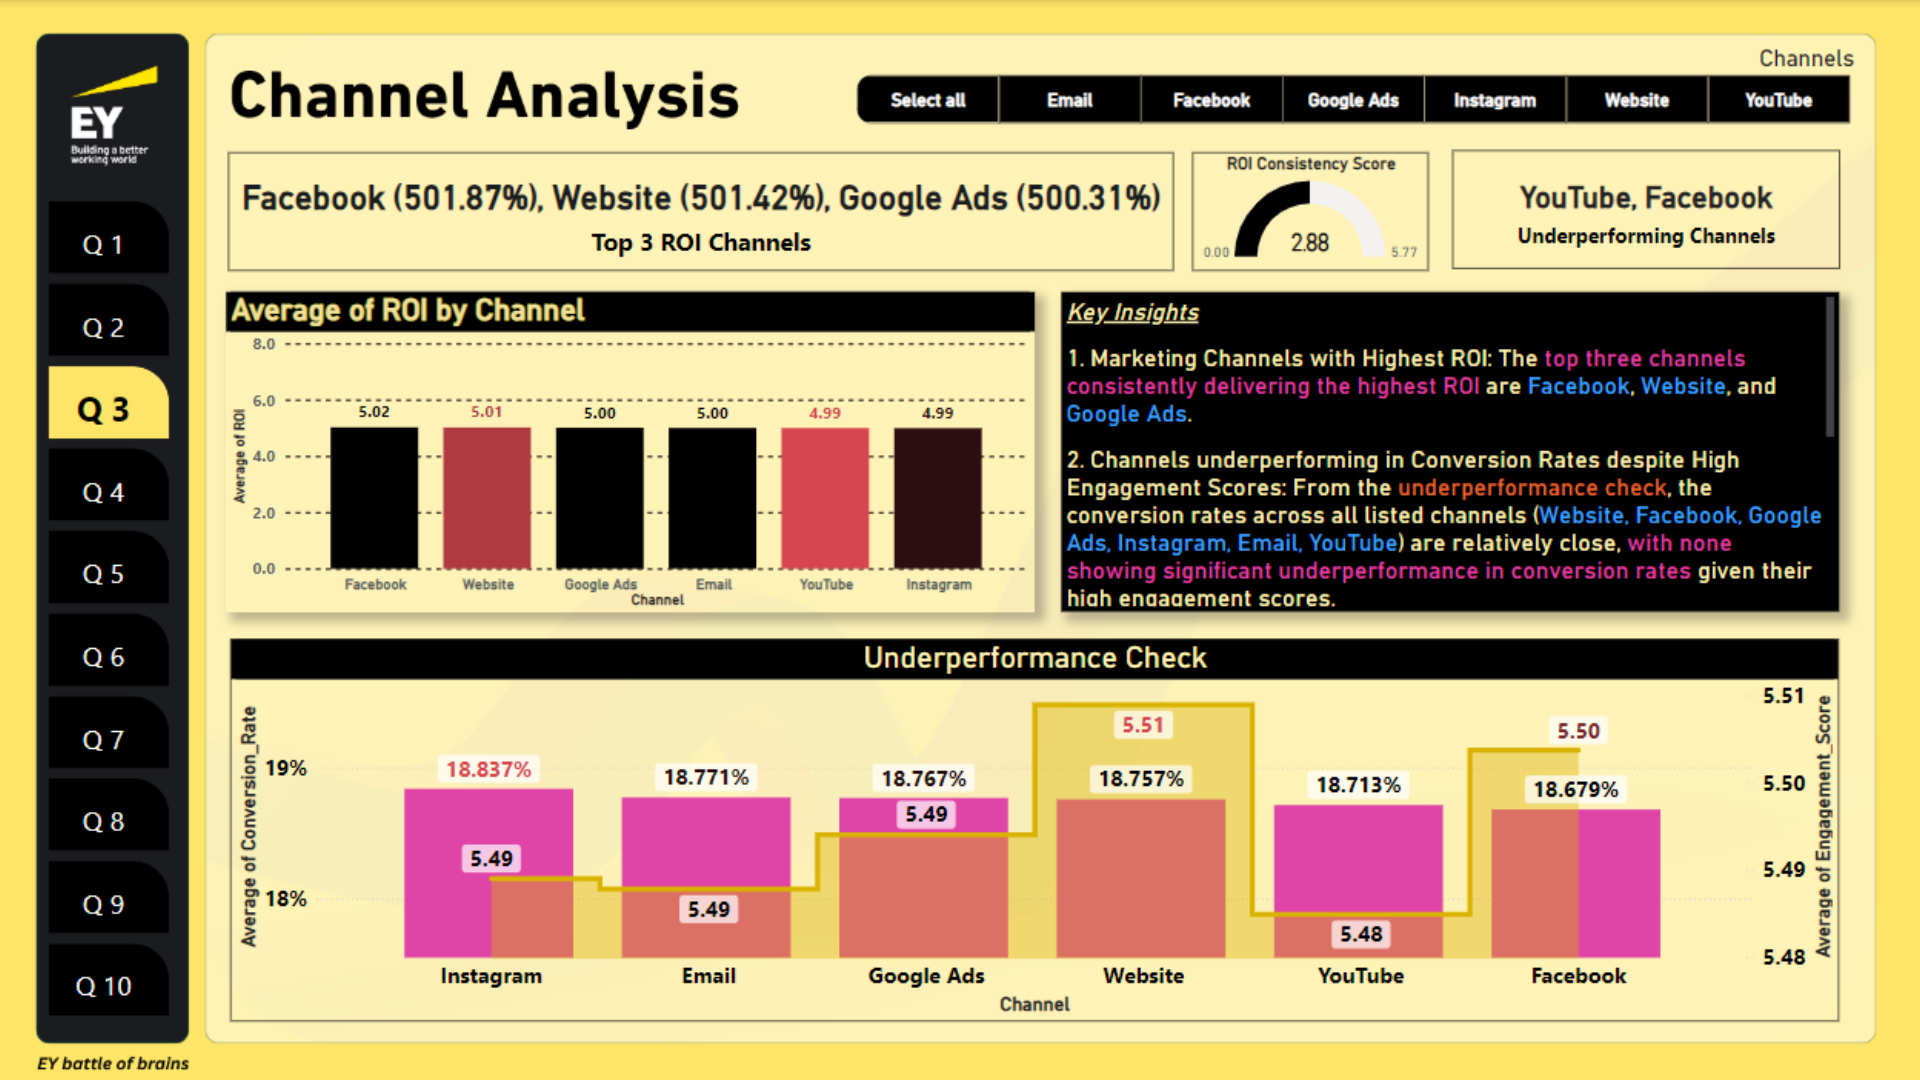 EY
Building a better
working world
Q 1
Q 2
Q 3
Q 4
Q 5
Q 6
Q 7
Q 8
Q 9
Q 10
EY battle of brains
Channel Analysis
Channels
Select all
Email
Facebook
Google Ads
Instagram
Website
YouTube
Facebook (501.87%), Website (501.42%), Google Ads (500.31%)
Top 3 ROI Channels
ROI Consistency Score
2.88
0.00
5.77
YouTube, Facebook
Underperforming Channels
Average of ROI by Channel
Average of ROI
8.0
6.0
4.0
2.0
0.0
5.02
5.01
5.00
5.00
4.99
4.99
Facebook
Website
Google Ads
Email
YouTube
Instagram
Channel
Key Insights
1. Marketing Channels with Highest ROI: The top three channels
consistently delivering the highest ROI are Facebook, Website, and
Google Ads.
2. Channels underperforming in Conversion Rates despite High
Engagement Scores: From the underperformance check, the
conversion rates across all listed channels (Website, Facebook, Google
Ads, Instagram, Email, YouTube) are relatively close, with none
showing significant underperformance in conversion rates given their
high engagement scores.
Underperformance Check
Average of Conversion_Rate
19%
18%
18.837%
18.771%
18.767%
18.757%
18.713%
18.679%
5.49
5.49
5.49
5.51
5.48
5.50
5.51
5.50
5.49
5.48
Average of Engagement_Score
Instagram
Email
Google Ads
Website
YouTube
Facebook
Channel